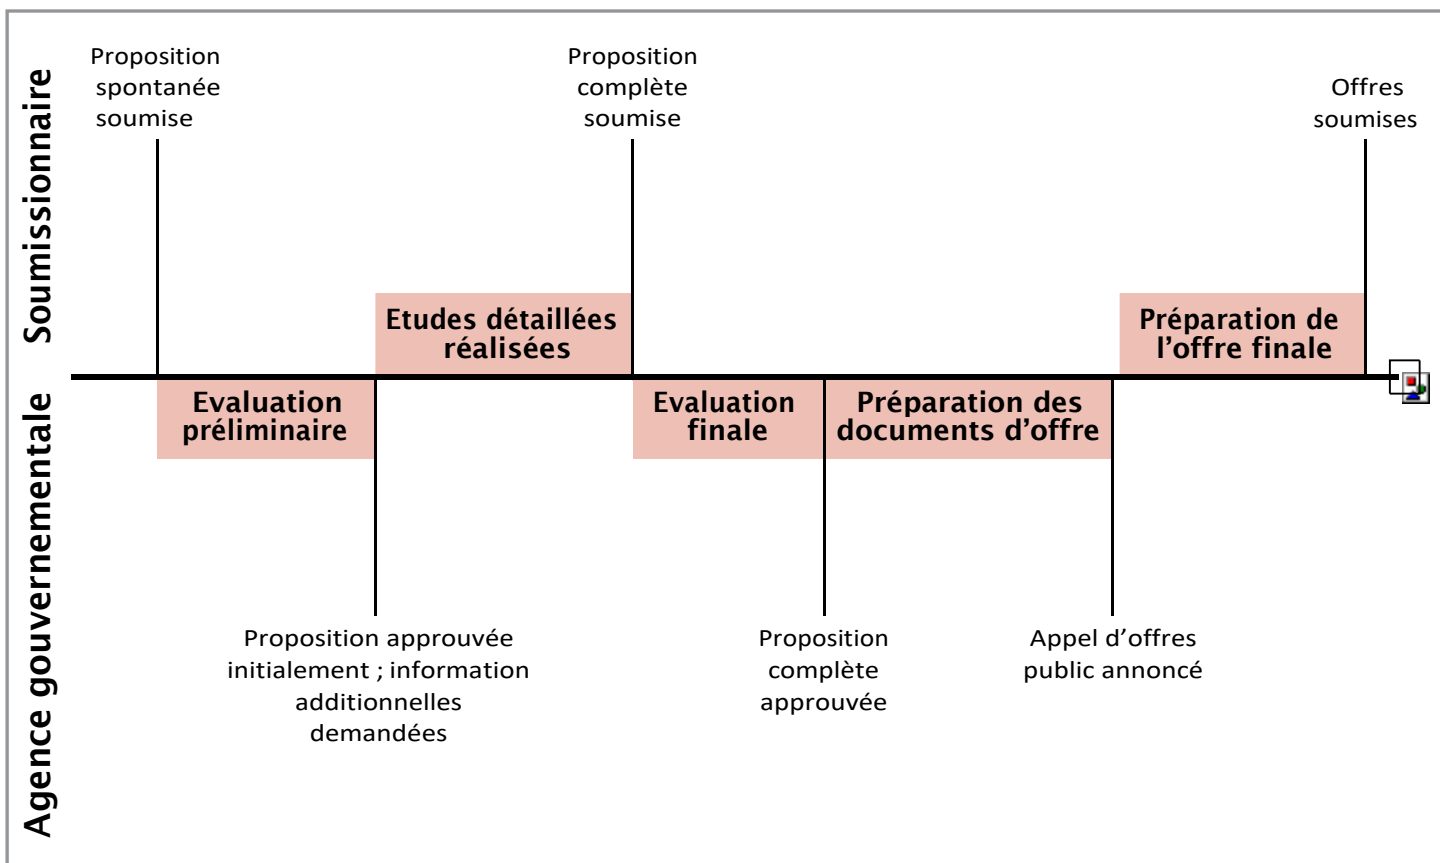 Soumissionnaire
Agence gouvernementale
Proposition
spontanée
soumise
Proposition
complète
soumise
Offres
soumises
Etudes détaillées
réalisées
Préparation de
l’offre finale
Evaluation
préliminaire
Evaluation
finale
Préparation des
documents d’offre
Proposition approuvée
initialement ; information
additionnelles
demandées
Proposition
complète
approuvée
Appel d’offres
public annoncé